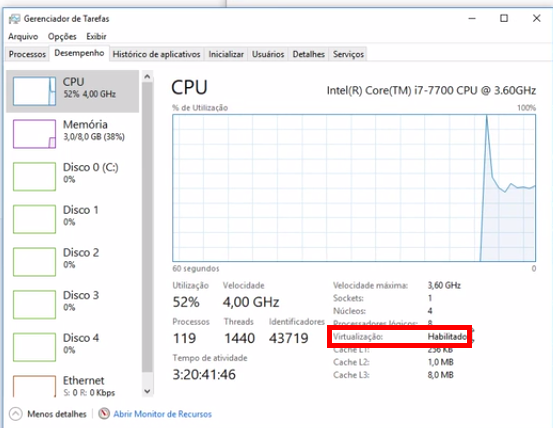 Gerenciador de Tarefas
Arquivo Opções Exibir
Processos Desempenho Histórico de aplicativos Inicializar Usuários Detalhes Serviços
CPU
52% 4,00 GHz
Memória
3,0/8,0 GB (38%)
Disco 0 (C:)
0%
Disco 1
0%
Disco 2
0%
Disco 3
0%
Disco 4
0%
Ethernet
S: 0 R: 0 Kbps
CPU Intel(R) Core(TM) i7-7700 CPU @ 3.60GHz
% de Utilização 100%
60 segundos 0
Utilização Velocidade
52% 4,00 GHz
Processos Threads Identificadores
119 1440 43719
Tempo de atividade
3:20:41:46
Velocidade máxima: 3,60 GHz
Sockets: 1
Núcleos: 4
Processadores lógicos: 8
Virtualização: Habilitado
Cache L1: 256 KB
Cache L2: 1,0 MB
Cache L3: 8,0 MB
Menos detalhes Abrir Monitor de Recursos